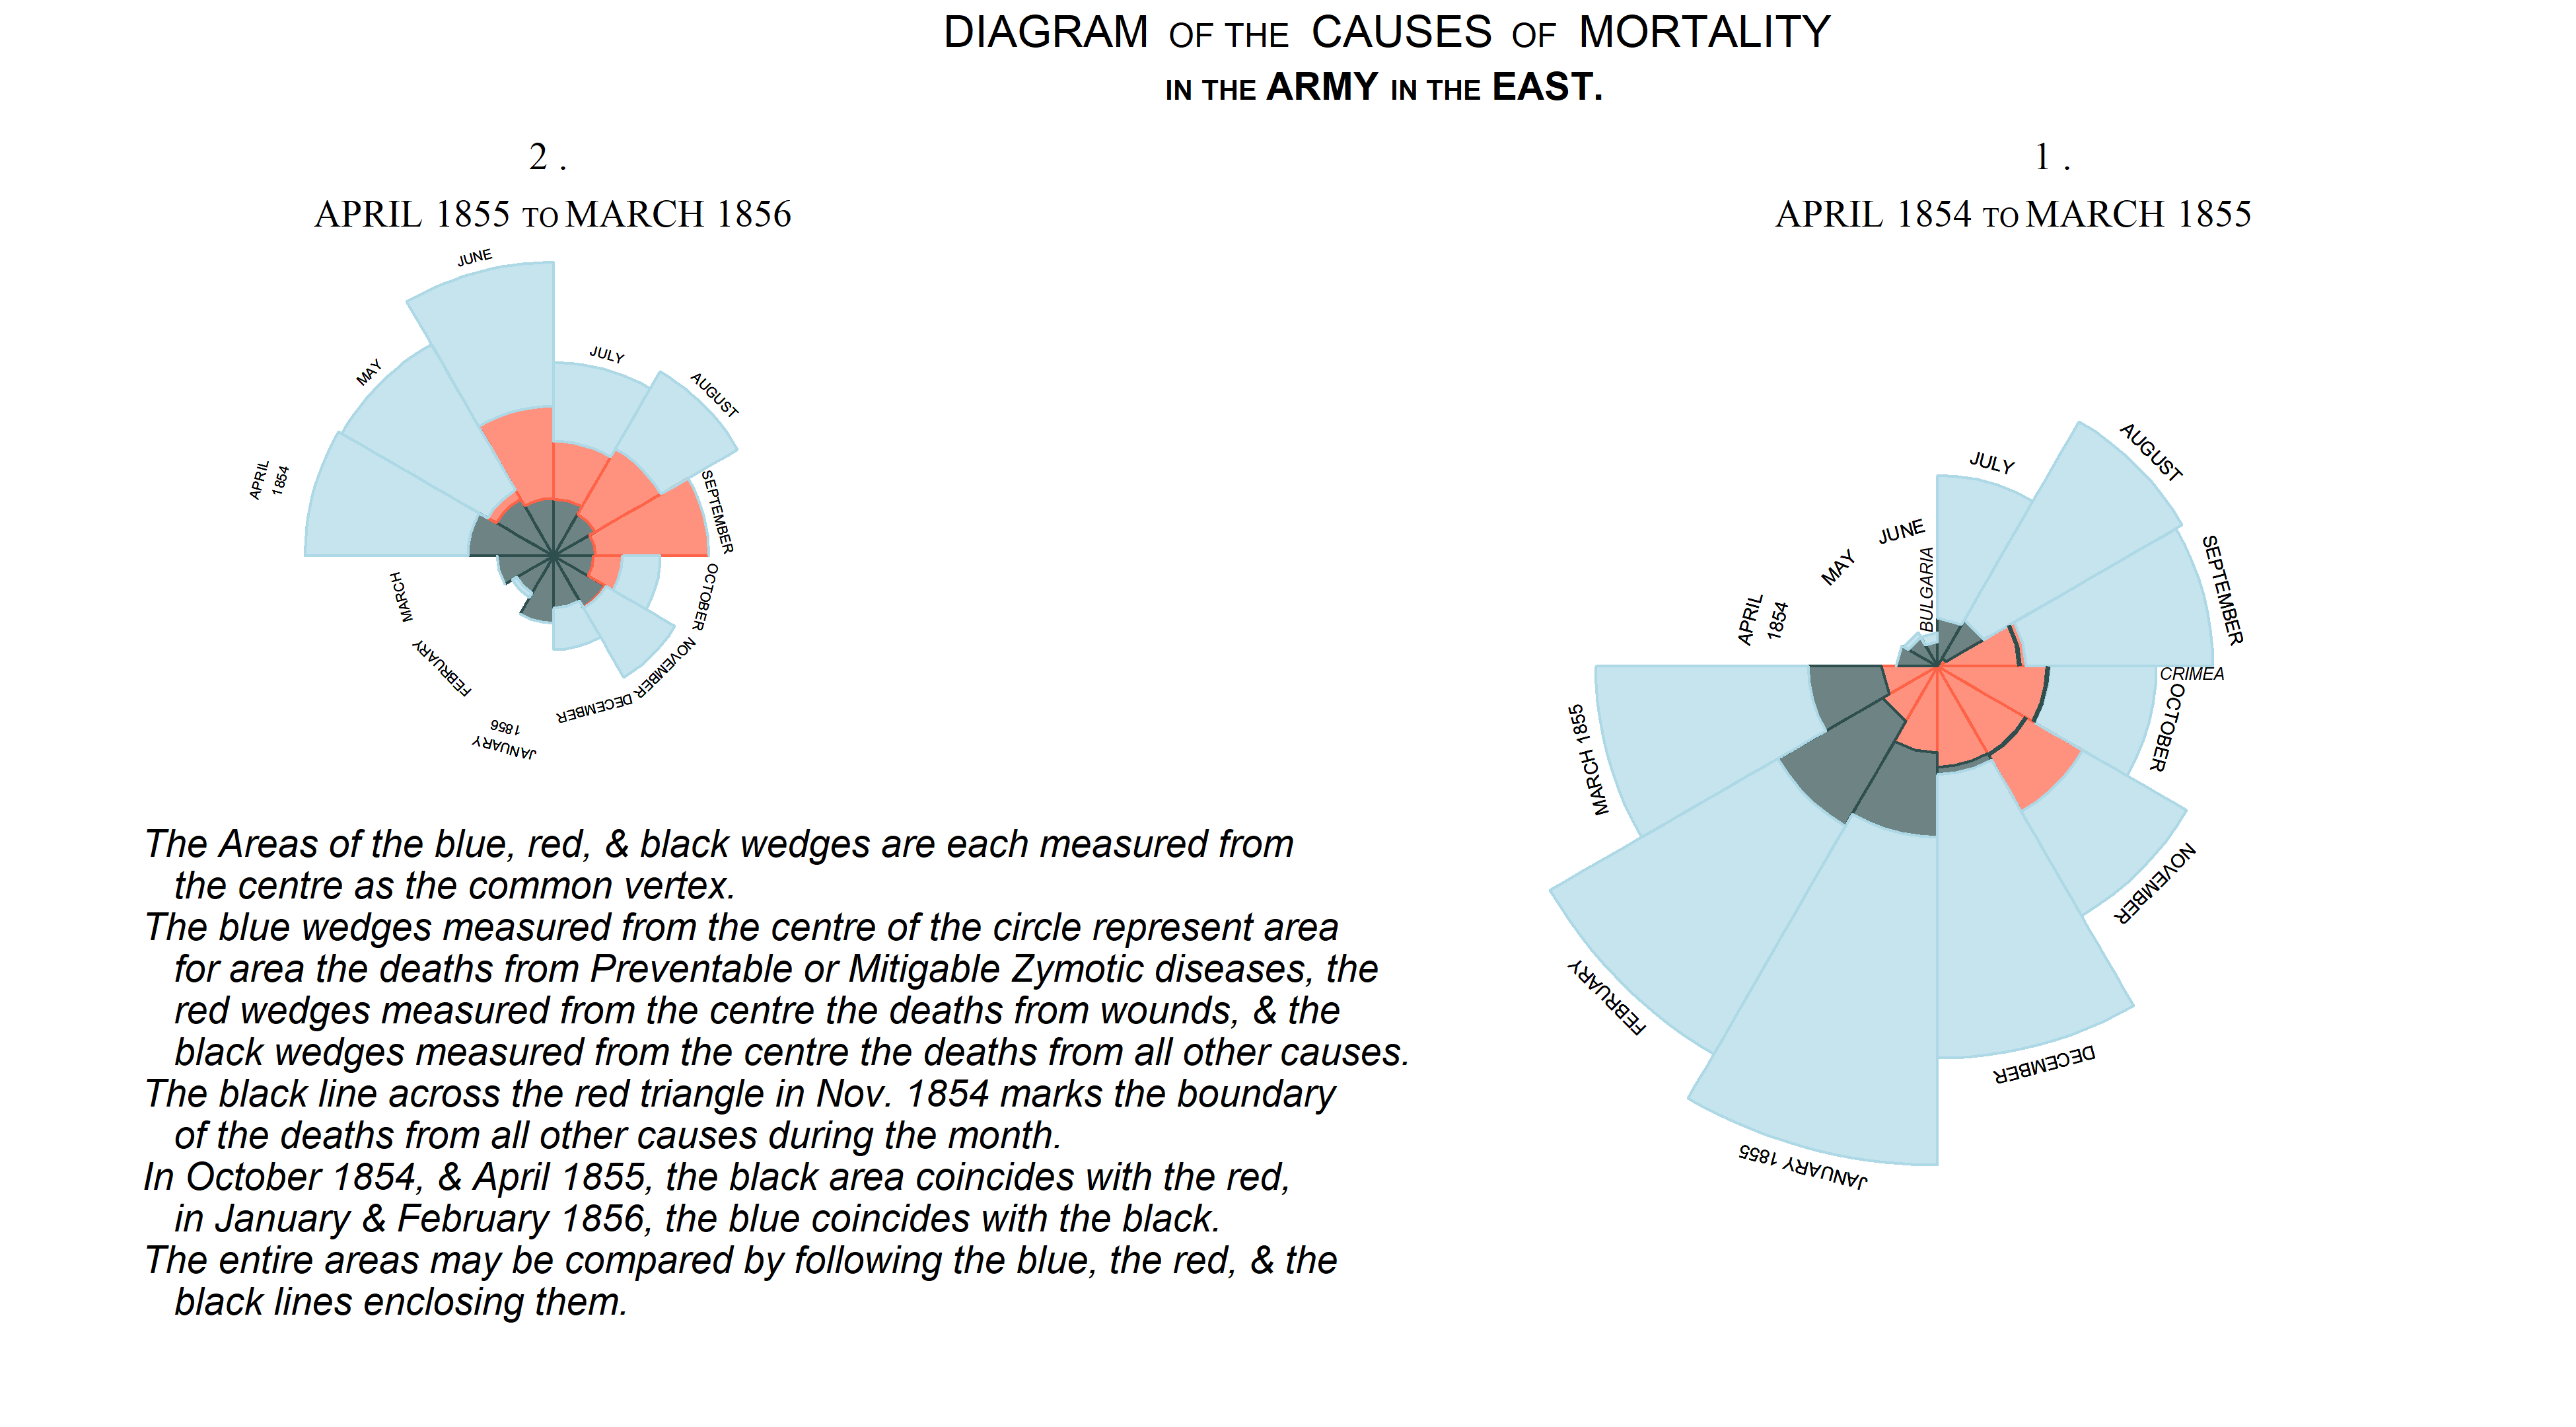 DIAGRAM OF THE CAUSES OF MORTALITY
IN THE ARMY IN THE EAST.
2 .
APRIL 1855 TO MARCH 1856
JUNE
JULY
AUGUST
MAY
SEPTEMBER
APRIL
1854
OCTOBER
MARCH
NOVEMBER
FEBRUARY
DECEMBER
1856
JANUARY
1 .
APRIL 1854 TO MARCH 1855
AUGUST
JULY
JUNE
SEPTEMBER
MAY
BULGARIA
APRIL
1854
CRIMEA
OCTOBER
MARCH 1855
NOVEMBER
FEBRUARY
DECEMBER
JANUARY 1855
The Areas of the blue, red, & black wedges are each measured from
the centre as the common vertex.
The blue wedges measured from the centre of the circle represent area
for area the deaths from Preventable or Mitigable Zymotic diseases, the
red wedges measured from the centre the deaths from wounds, & the
black wedges measured from the centre the deaths from all other causes.
The black line across the red triangle in Nov. 1854 marks the boundary
of the deaths from all other causes during the month.
In October 1854, & April 1855, the black area coincides with the red,
in January & February 1856, the blue coincides with the black.
The entire areas may be compared by following the blue, the red, & the
black lines enclosing them.